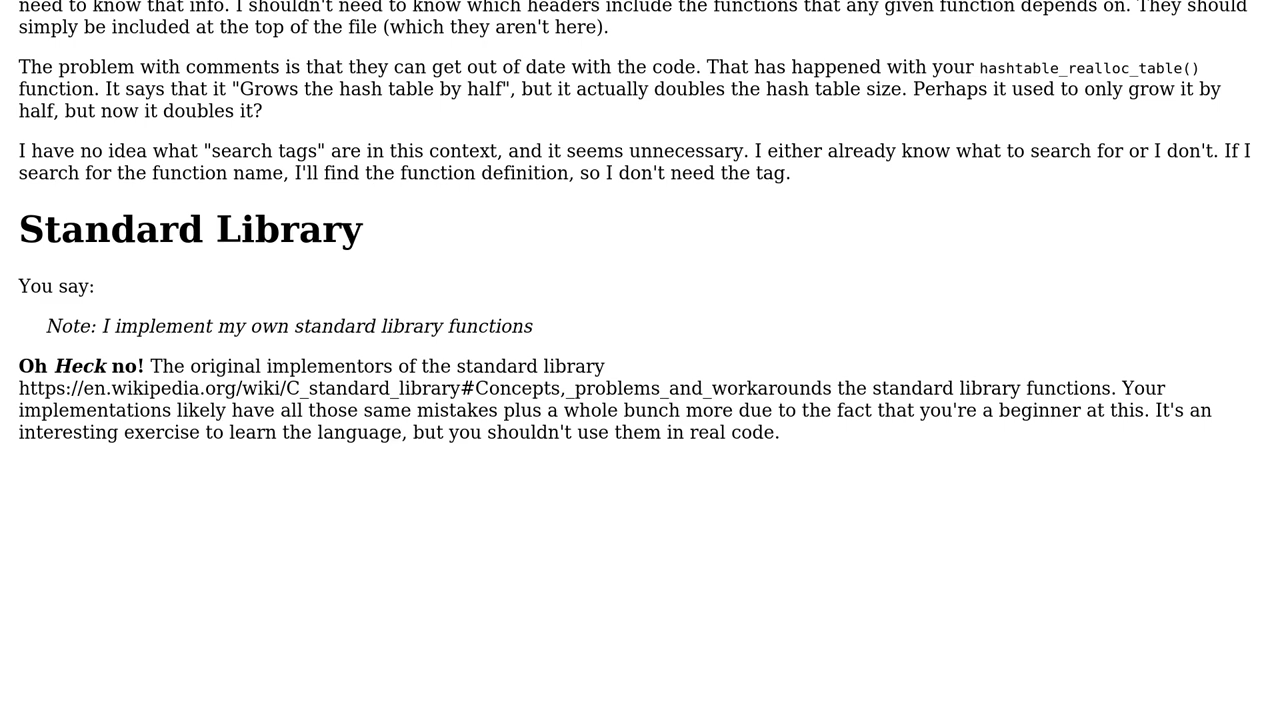 need to know that info. I shouldn't need to know which headers include the functions that any given function depends on. They should
simply be included at the top of the file (which they aren't here).
The problem with comments is that they can get out of date with the code. That has happened with your hashtable_realloc_table()
function. It says that it "Grows the hash table by half", but it actually doubles the hash table size. Perhaps it used to only grow it by
half, but now it doubles it?
I have no idea what "search tags" are in this context, and it seems unnecessary. I either already know what to search for or I don't. If I
search for the function name, I'll find the function definition, so I don't need the tag.
Standard Library
You say:
Note: I implement my own standard library functions
Oh Heck no! The original implementors of the standard library
https://en.wikipedia.org/wiki/C_standard_library#Concepts,_problems_and_workarounds the standard library functions. Your
implementations likely have all those same mistakes plus a whole bunch more due to the fact that you're a beginner at this. It's an
interesting exercise to learn the language, but you shouldn't use them in real code.